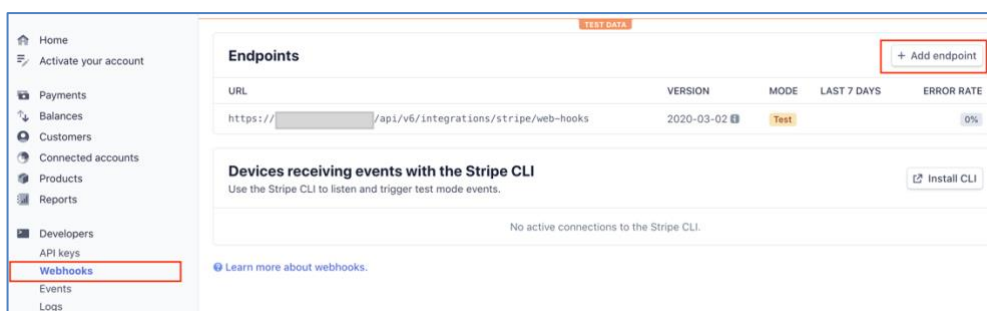 TEST DATA
Home
Activate your account
Payments
Balances
Customers
Connected accounts
Products
Reports
Developers
API keys
Webhooks
Events
Logs
Endpoints
+ Add endpoint
URL VERSION MODE LAST 7 DAYS ERROR RATE
https:// /api/v6/integrations/stripe/web-hooks 2020-03-02 Test 0%
Devices receiving events with the Stripe CLI
Use the Stripe CLI to listen and trigger test mode events.
Install CLI
No active connections to the Stripe CLI.
Learn more about webhooks.